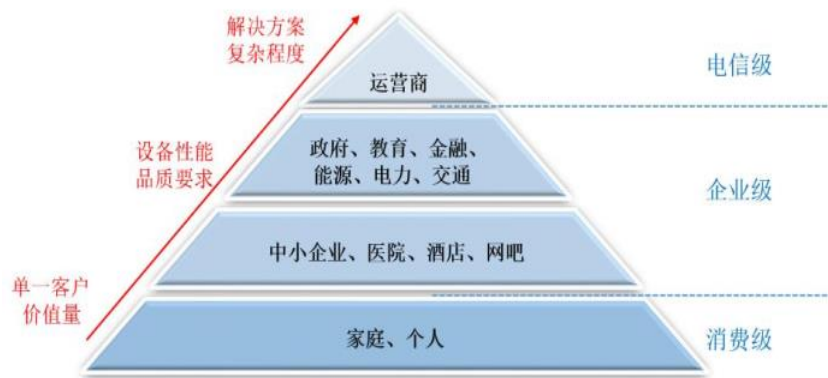 解决方案
复杂程度
运营商
电信级
设备性能
品质要求
政府、教育、金融、
能源、电力、交通
企业级
中小企业、医院、酒店、网吧
单一客户
价值量
家庭、个人
消费级